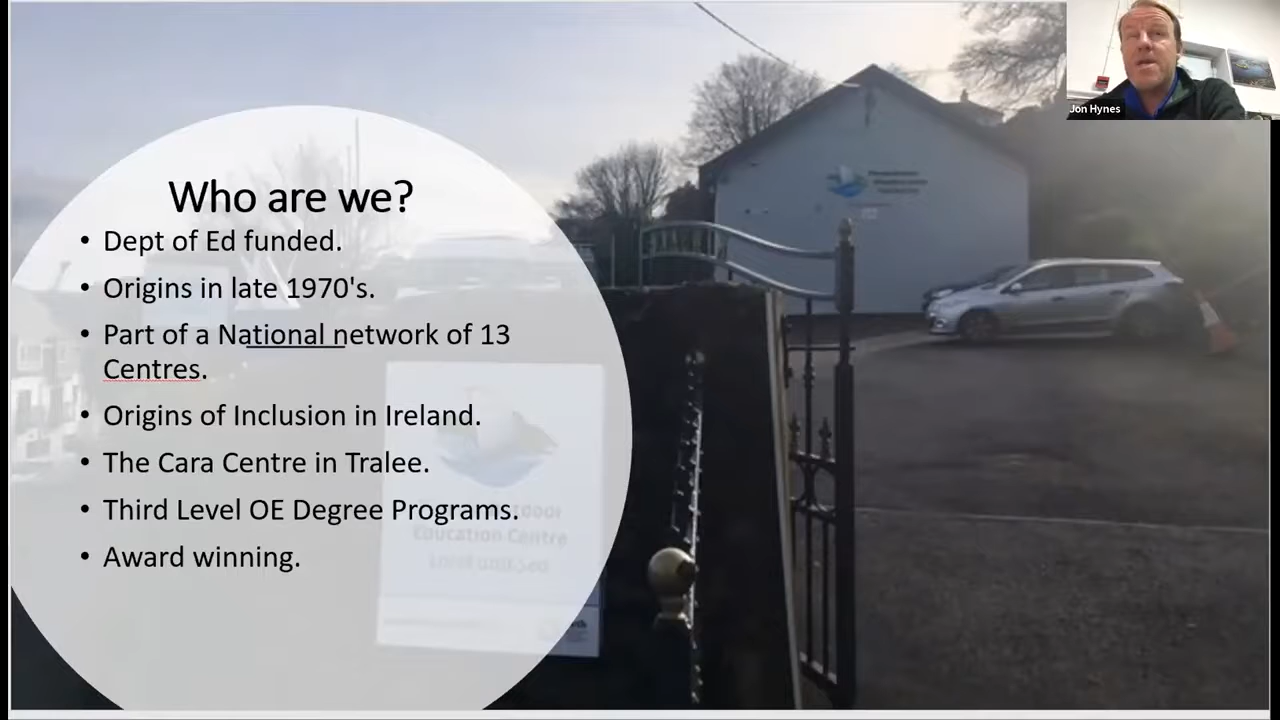 Jon Hynes
Who are we?
• Dept of Ed funded.
• Origins in late 1970's.
• Part of a National network of 13
Centres.
• Origins of Inclusion in Ireland.
• The Cara Centre in Tralee.
• Third Level OE Degree Programs.
• Award winning.
Education Centre